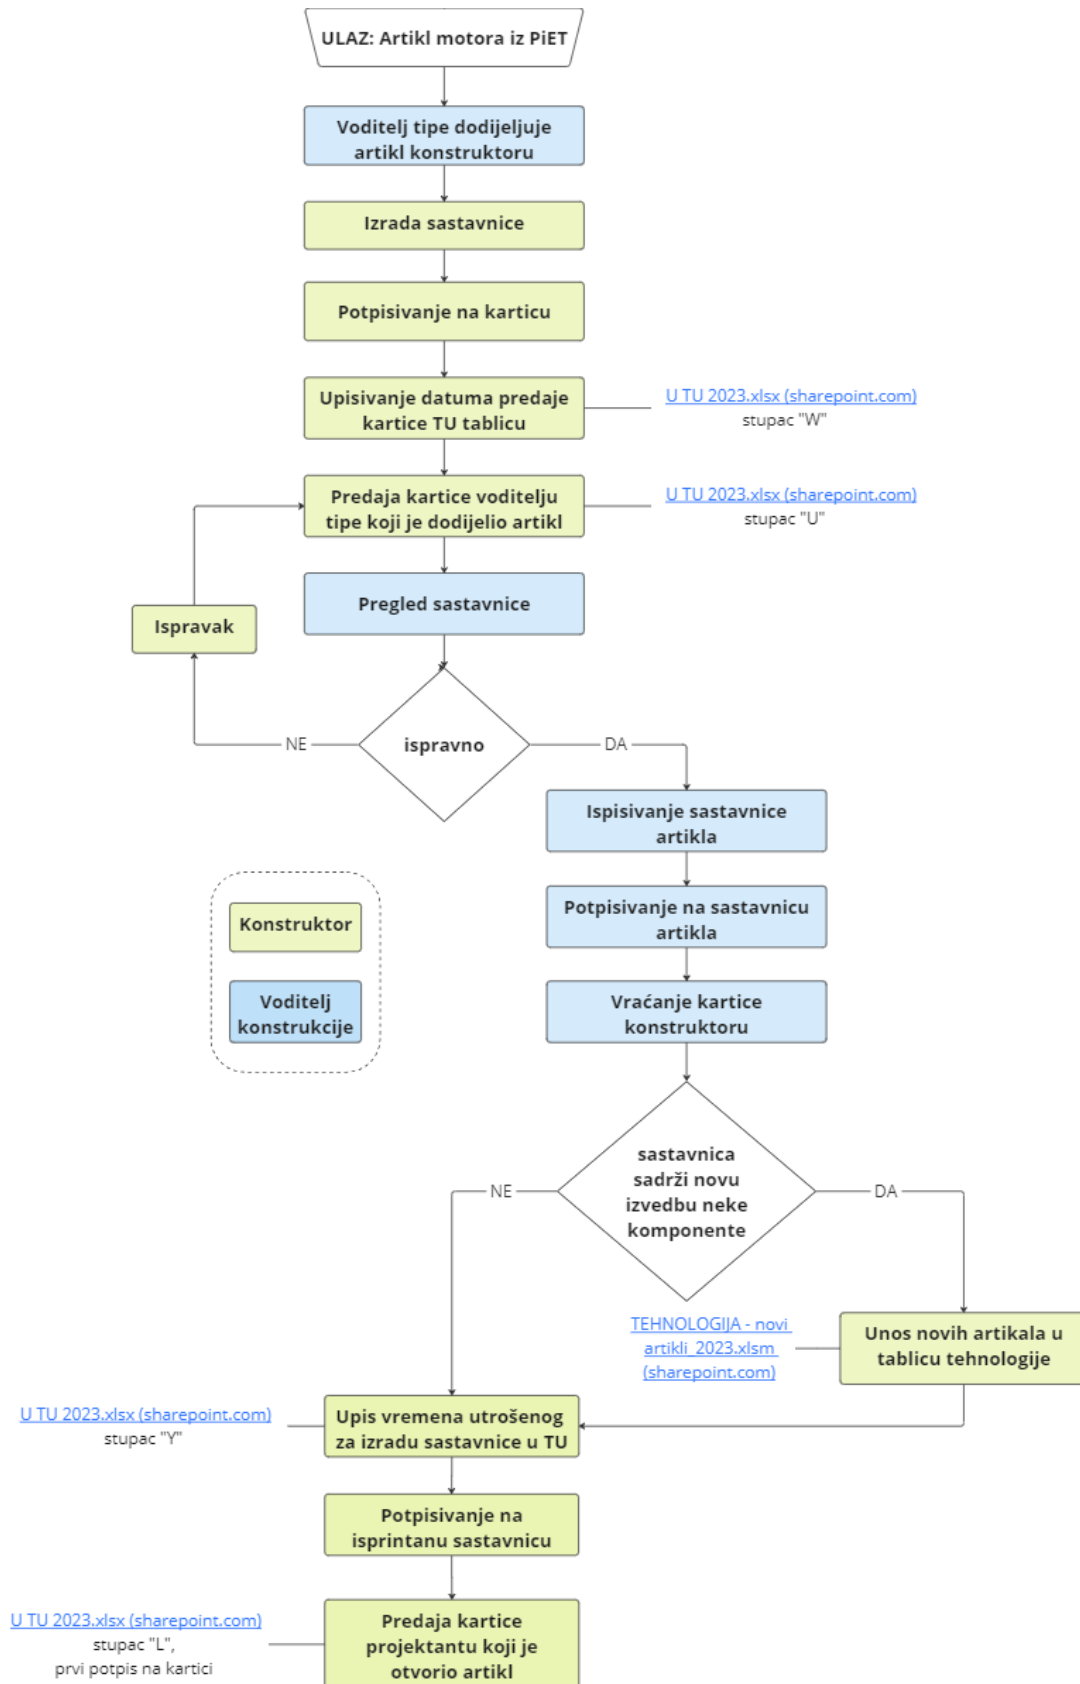 ULAZ: Artikl motora iz PiET
Voditelj tipe dodijeljuje
artikl konstruktoru
Izrada sastavnice
Potpisivanje na karticu
Upisivanje datuma predaje
kartice TU tablicu
U TU 2023.xlsx (sharepoint.com)
stupac "W"
Predaja kartice voditelju
tipe koji je dodijelio artikl
U TU 2023.xlsx (sharepoint.com)
stupac "U"
Pregled sastavnice
Ispravak
NE
ispravno
DA
Ispisivanje sastavnice
artikla
Potpisivanje na sastavnicu
artikla
Konstruktor
Voditelj
konstrukcije
Vraćanje kartice
konstruktoru
sastavnica
sadrži novu
izvedbu neke
komponente
NE
DA
TEHNOLOGIJA - novi
artikli_2023.xlsm
(sharepoint.com)
Unos novih artikala u
tablicu tehnologije
U TU 2023.xlsx (sharepoint.com)
stupac "Y"
Upis vremena utrošenog
za izradu sastavnice u TU
Potpisivanje na
isprintanu sastavnicu
U TU 2023.xlsx (sharepoint.com)
stupac "L",
prvi potpis na kartici
Predaja kartice
projektantu koji je
otvorio artikl